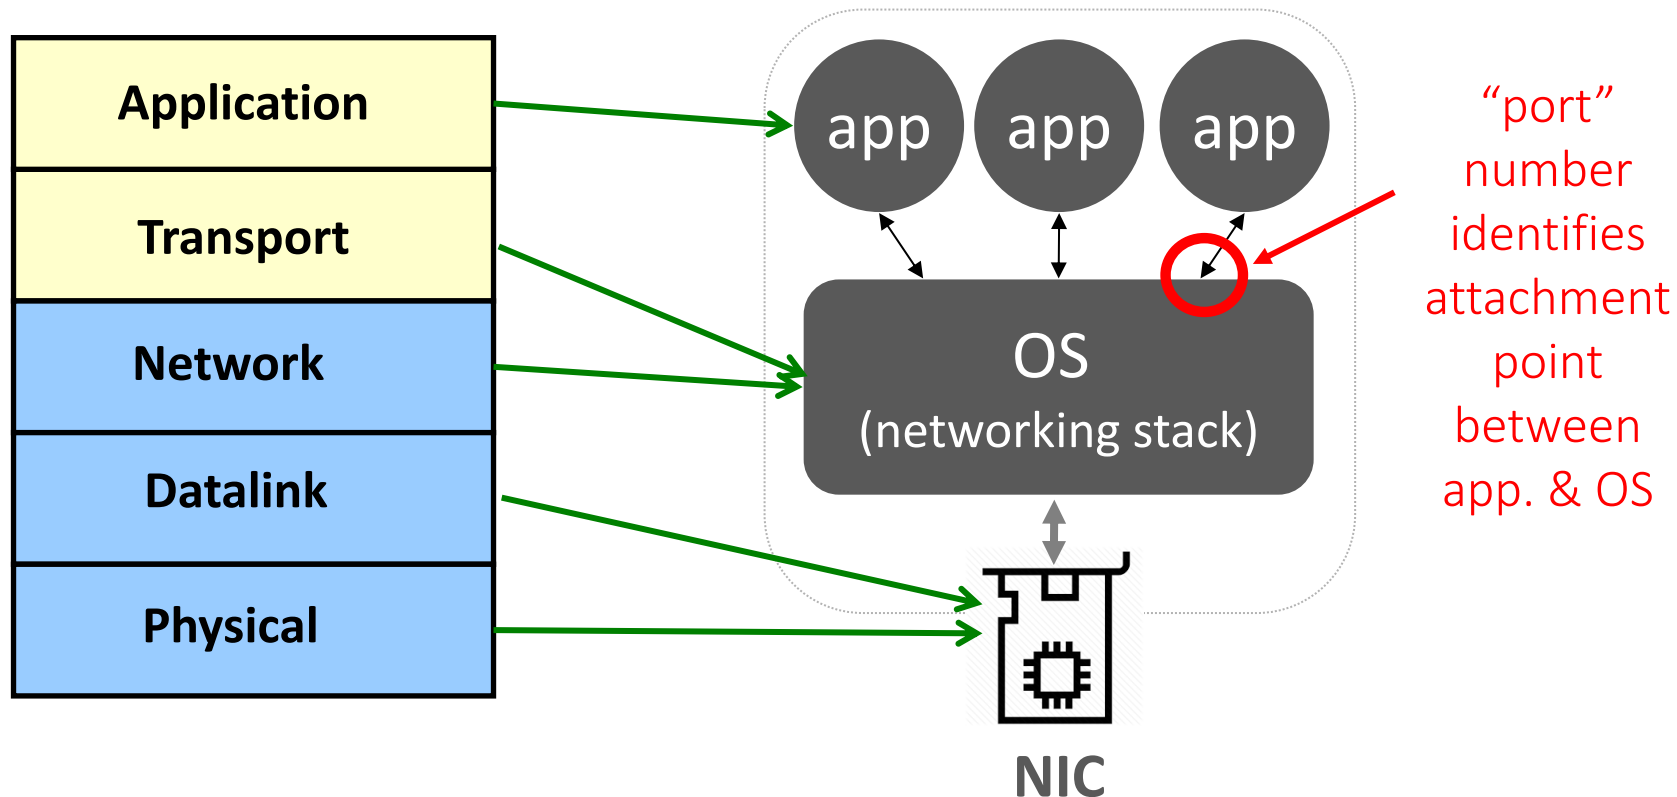 Application
Transport
Network
Datalink
Physical
app
app
app
OS
(networking stack)
NIC
“port”
number
identifies
attachment
point
between
app. & OS